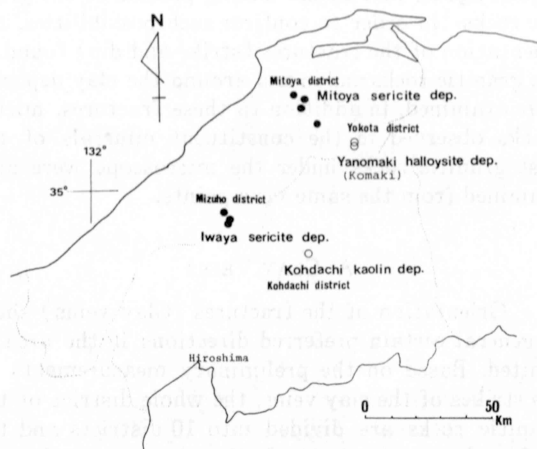 N
Mitoya district
Mitoya sericite dep.
Yokota district
132°
Yanomaki halloysite dep.
(Komaki)
35°
Mizuho district
Iwaya sericite dep.
Kohdachi kaolin dep.
Kohdachi district
Hiroshima
0 50
Km